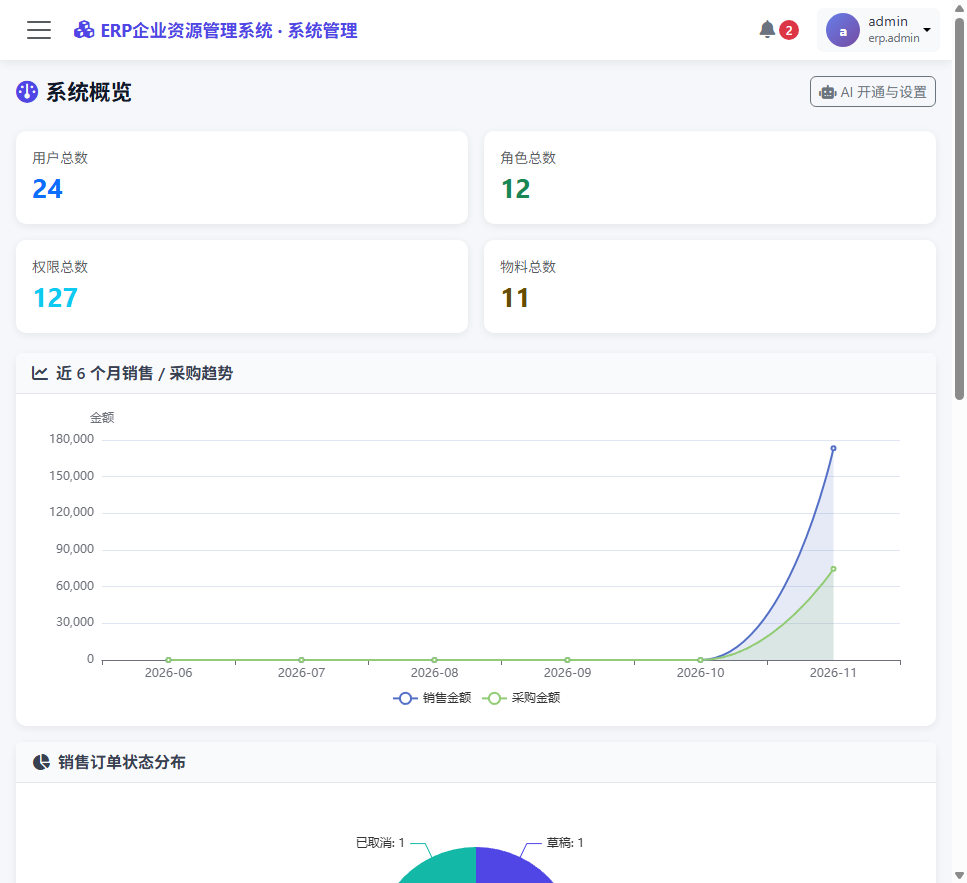 ERP企业资源管理系统 · 系统管理
2
a
admin
erp.admin
系统概览
AI 开通与设置
用户总数
24
角色总数
12
权限总数
127
物料总数
11
近 6 个月销售 / 采购趋势
金额
180,000
150,000
120,000
90,000
60,000
30,000
0
2026-06
2026-07
2026-08
2026-09
2026-10
2026-11
销售金额
采购金额
销售订单状态分布
已取消: 1
草稿: 1